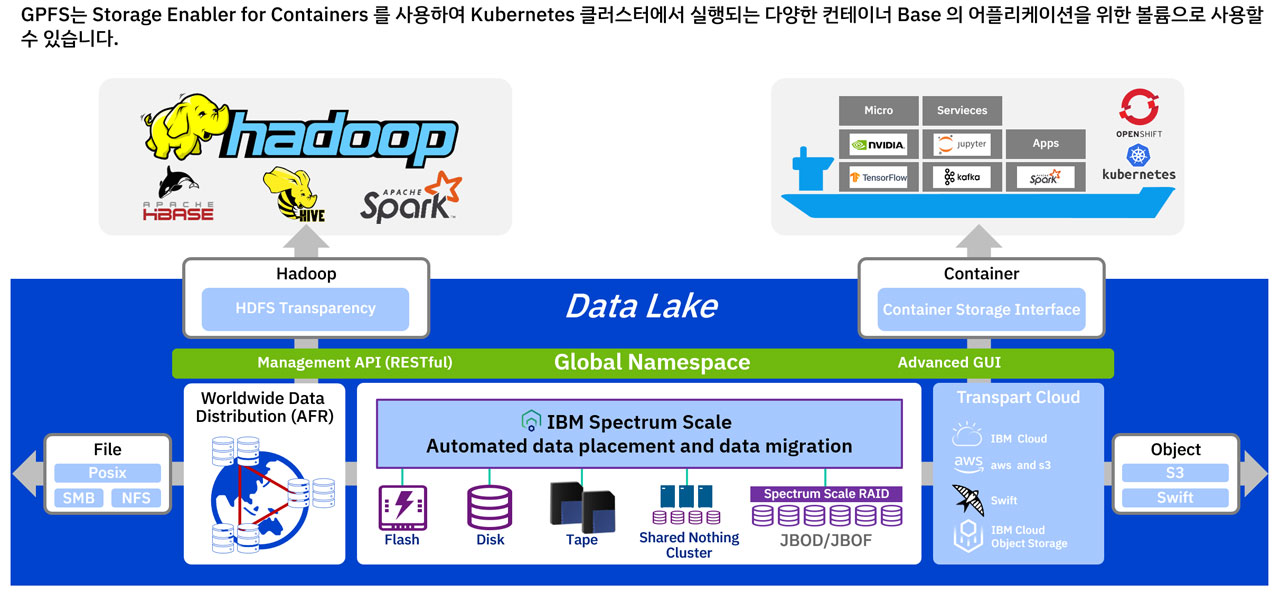 GPFS는 Storage Enabler for Containers 를 사용하여 Kubernetes 클러스터에서 실행되는 다양한 컨테이너 Base 의 어플리케이션을 위한 볼륨으로 사용할
수 있습니다.
hadoop
APACHE
HBASE
HIVE
APACHE
Spark™
Micro
Servieces
NVIDIA.
jupyter
Apps
TensorFlow
kafka
Spark
OPENSHIFT
kubernetes
Hadoop
HDFS Transparency
Data Lake
Container
Container Storage Interface
Management API (RESTful)
Global Namespace
Advanced GUI
File
Posix
SMB
NFS
Worldwide Data
Distribution (AFR)
IBM Spectrum Scale
Automated data placement and data migration
Flash
Disk
Tape
Shared Nothing
Cluster
Spectrum Scale RAID
JBOD/JBOF
Transpart Cloud
IBM Cloud
aws
aws and s3
Swift
IBM Cloud
Object Storage
Object
S3
Swift